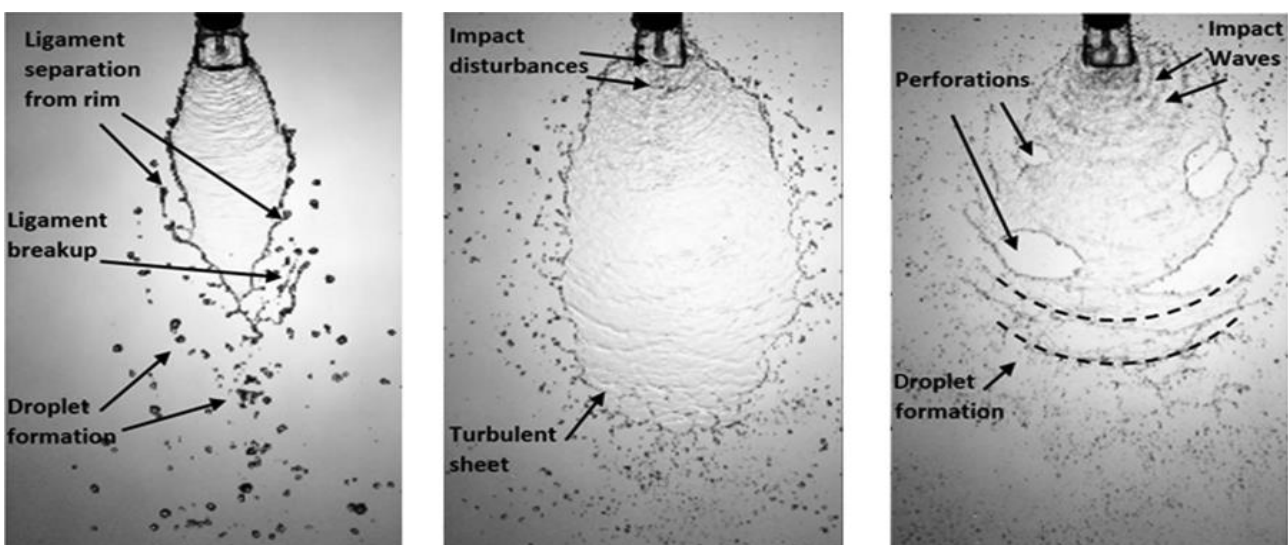 Ligament
separation
from rim
Ligament
breakup
Droplet
formation
Impact
disturbances
Turbulent
sheet
Impact
Waves
Perforations
Droplet
formation